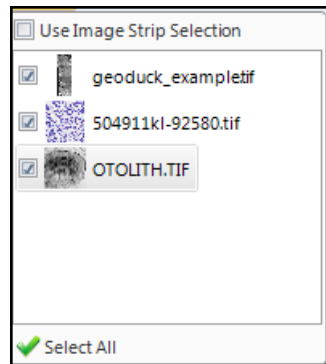 Use Image Strip Selection
geoduck_example.tif
504911kl-92580.tif
OTOLITH.TIF
Select All